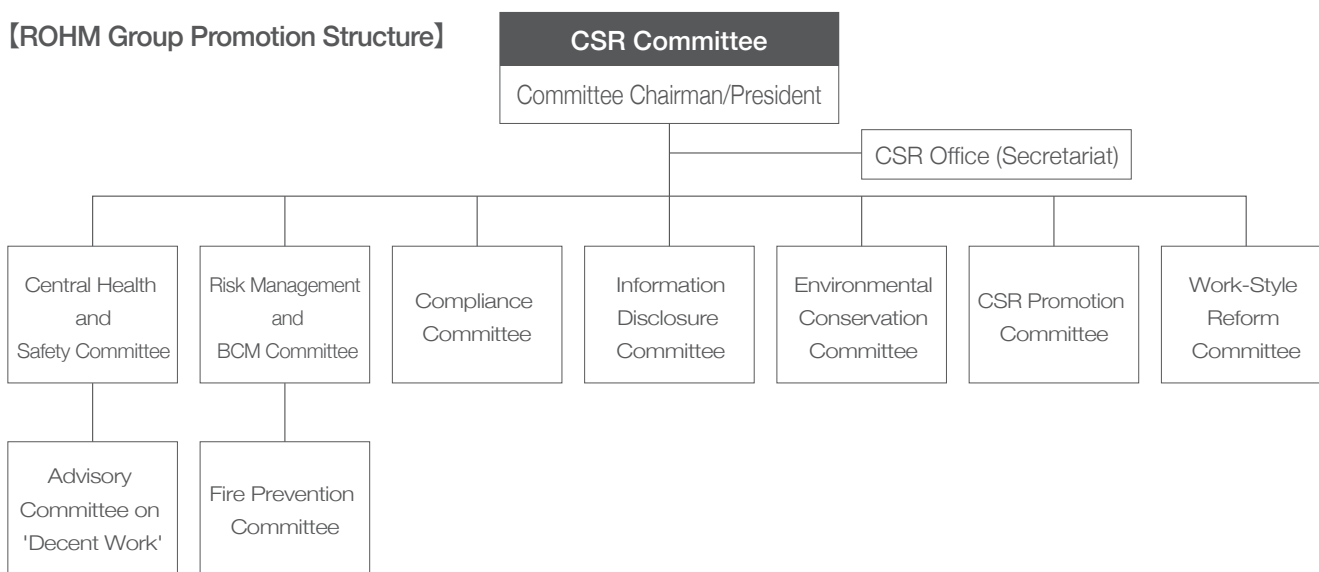 【ROHM Group Promotion Structure】
CSR Committee
Committee Chairman/President
CSR Office (Secretariat)
Central Health
and
Safety Committee
Risk Management
and
BCM Committee
Compliance
Committee
Information
Disclosure
Committee
Environmental
Conservation
Committee
CSR Promotion
Committee
Work-Style
Reform
Committee
Advisory
Committee on
'Decent Work'
Fire Prevention
Committee